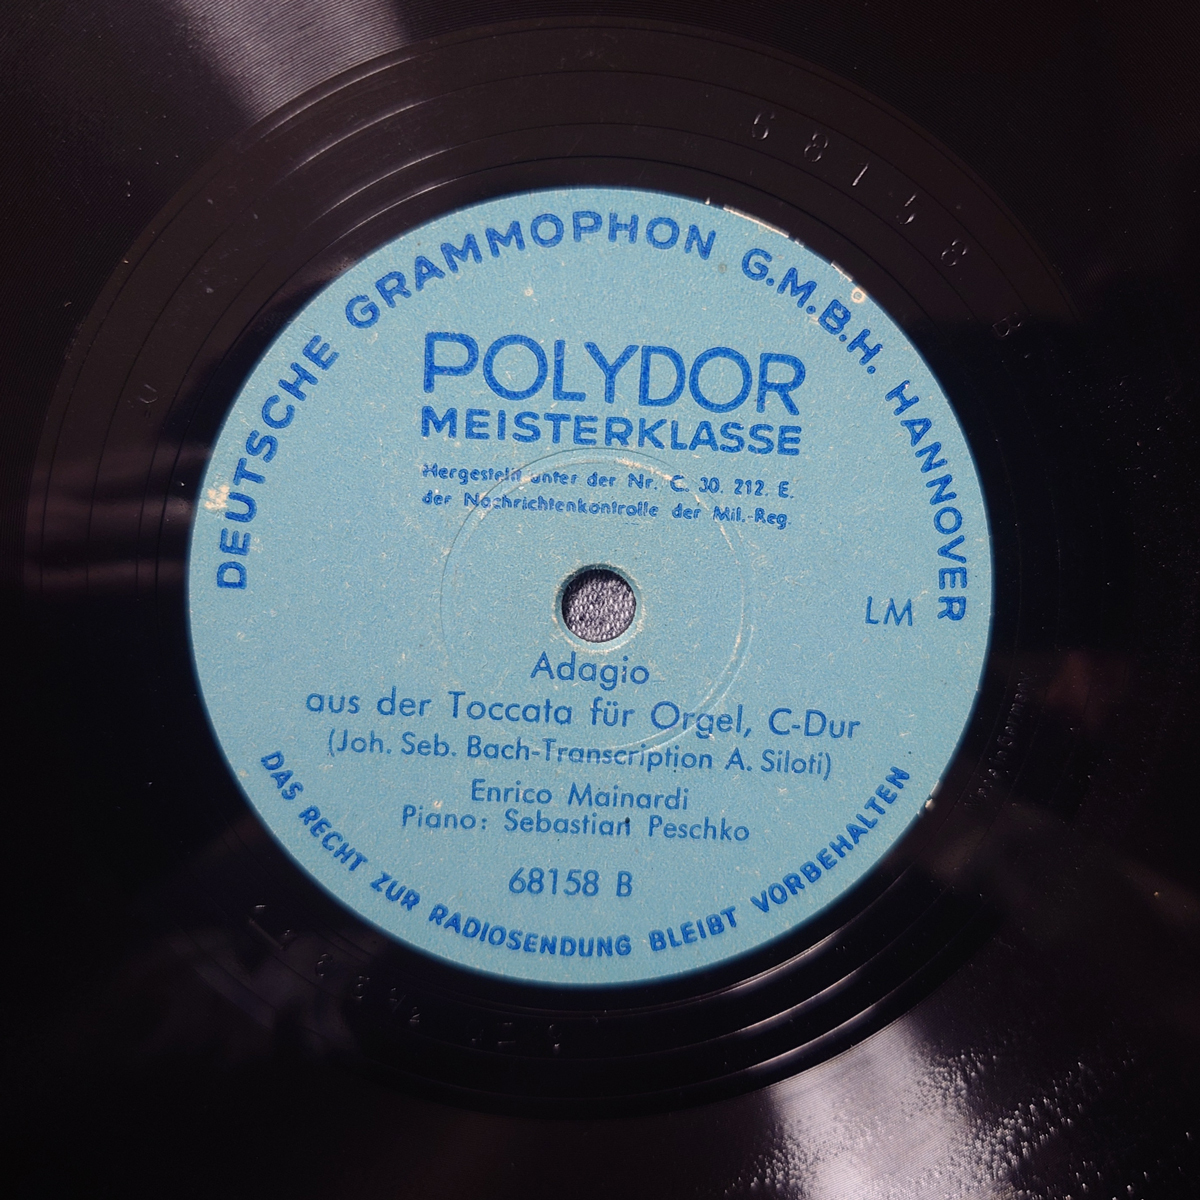 DEUTSCHE GRAMMOPHON G.M.B.H. HANNOVER
POLYDOR
MEISTERKLASSE
Hergestellt unter der Nr. C. 30. 212. E.
der Nachrichtenkontrolle der Mil.-Reg.
LM
Adagio
aus der Toccata für Orgel, C-Dur
(Joh. Seb. Bach-Transcription A. Siloti)
Enrico Mainardi
Piano: Sebastian Peschko
68158 B
DAS RECHT ZUR RADIOSENDUNG BLEIBT VORBEHALTEN
68158 B